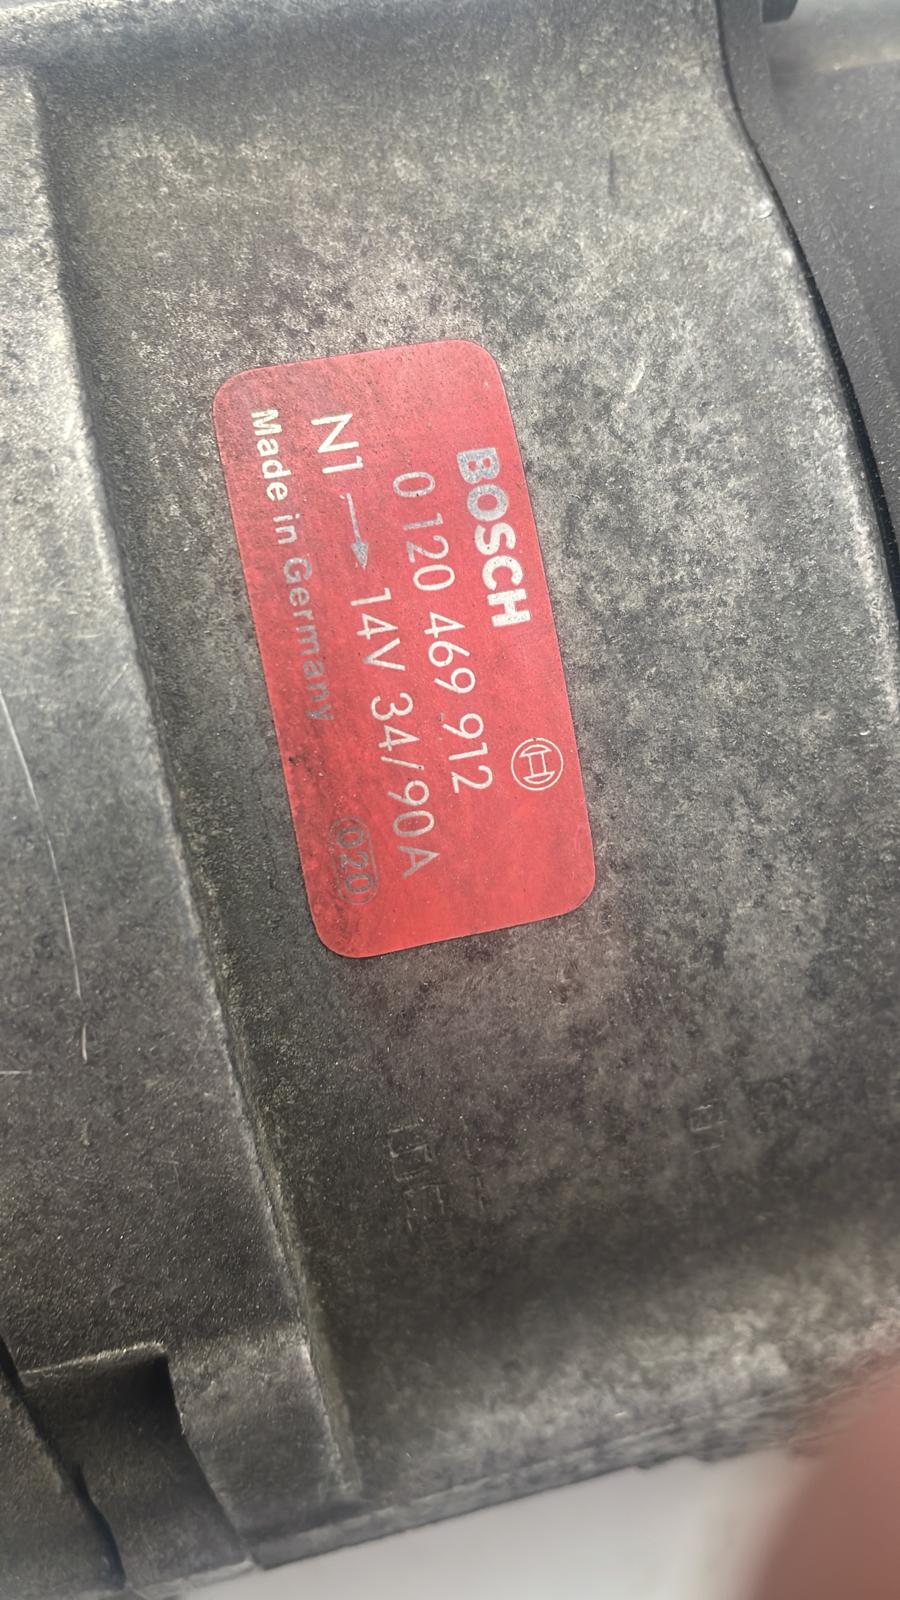 BOSCH
0 120 469 912
N1 → 14V 34/90A
Made in Germany 020